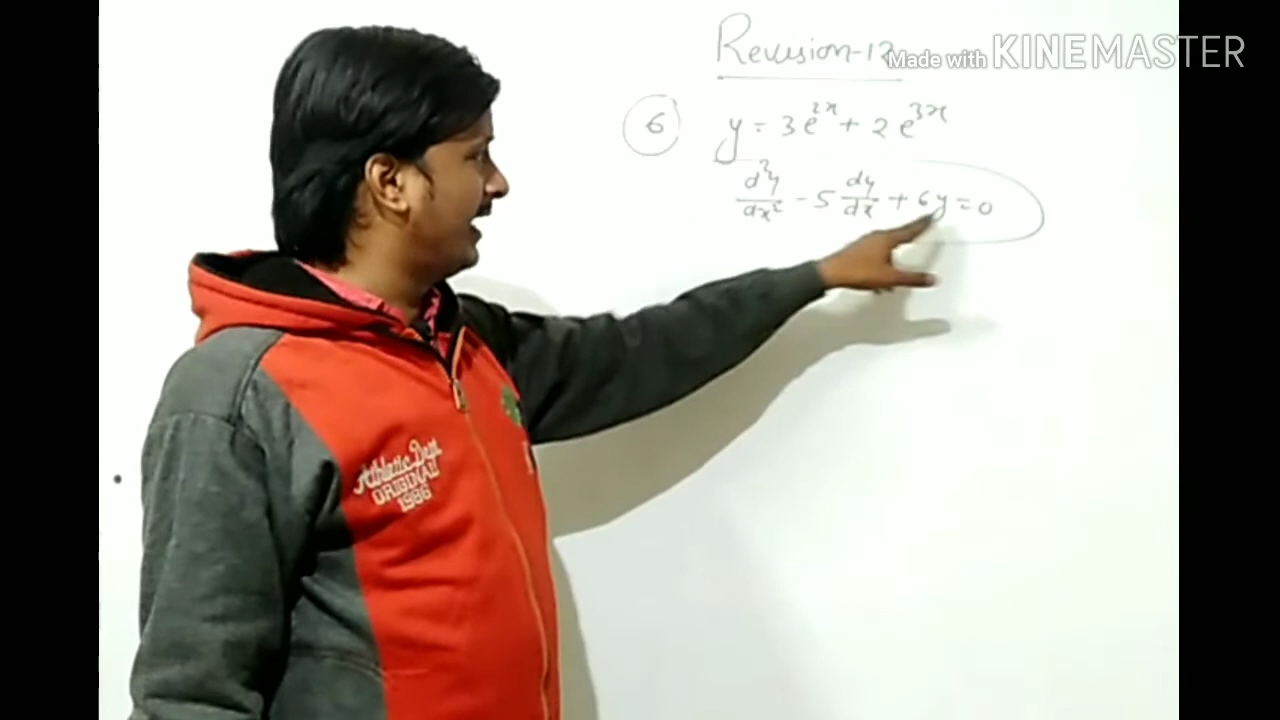 Revision-12
Made with KINEMASTER
6 y = 3e^{2x} + 2e^{3x}
d²y/dx² - 5 dy/dx + 6y = 0
Athletic Dept
ORIGINAL
1986